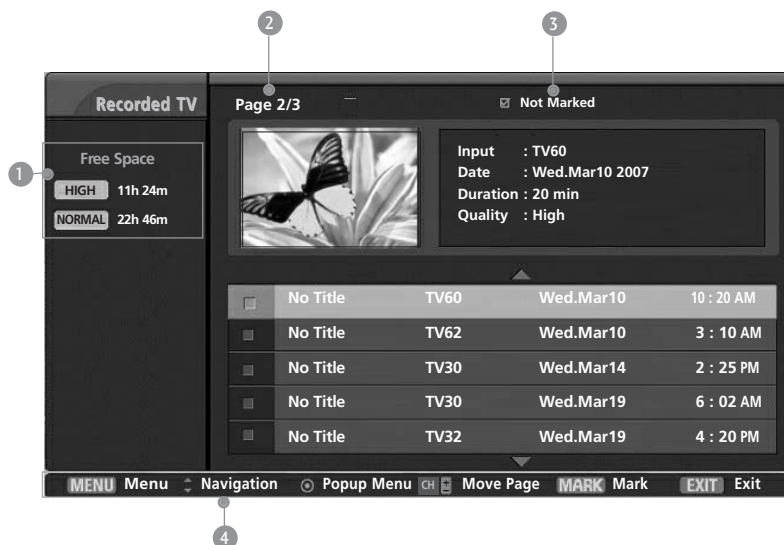 2
3
Recorded TV
Page 2/3
Not Marked
1
Free Space
HIGH 11h 24m
NORMAL 22h 46m
Input : TV60
Date : Wed.Mar10 2007
Duration : 20 min
Quality : High
No Title TV60 Wed.Mar10 10 : 20 AM
No Title TV62 Wed.Mar10 3 : 10 AM
No Title TV30 Wed.Mar14 2 : 25 PM
No Title TV30 Wed.Mar19 6 : 02 AM
No Title TV32 Wed.Mar19 4 : 20 PM
MENU Menu Navigation Popup Menu CH + - Move Page MARK Mark EXIT Exit
4